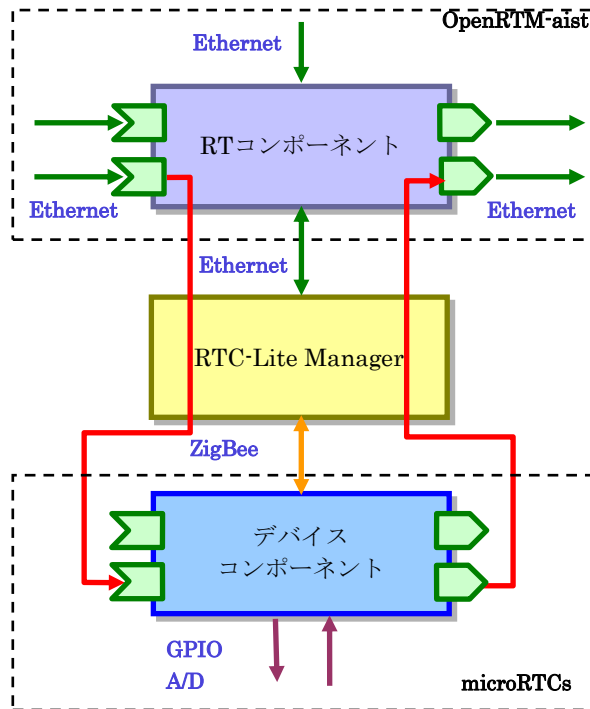 OpenRTM-aist
Ethernet
RTコンポーネント
Ethernet
Ethernet
Ethernet
RTC-Lite Manager
ZigBee
デバイス
コンポーネント
GPIO
A/D
microRTCs